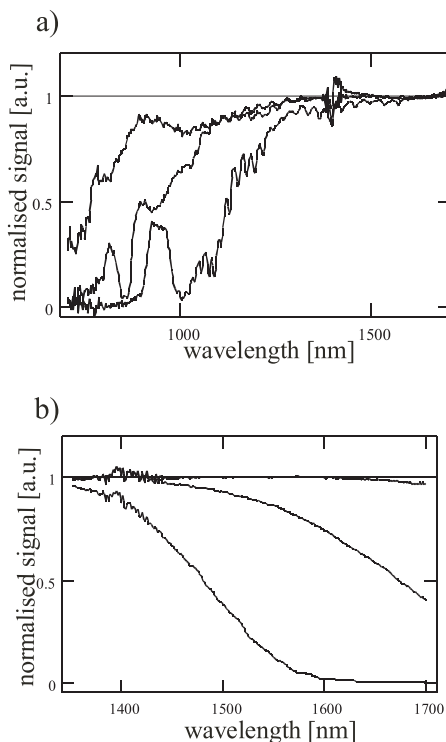 a)
normalised signal [a.u.]
1
0.5
0
1000
1500
wavelength [nm]
b)
normalised signal [a.u.]
1
0.5
0
1400
1500
1600
1700
wavelength [nm]